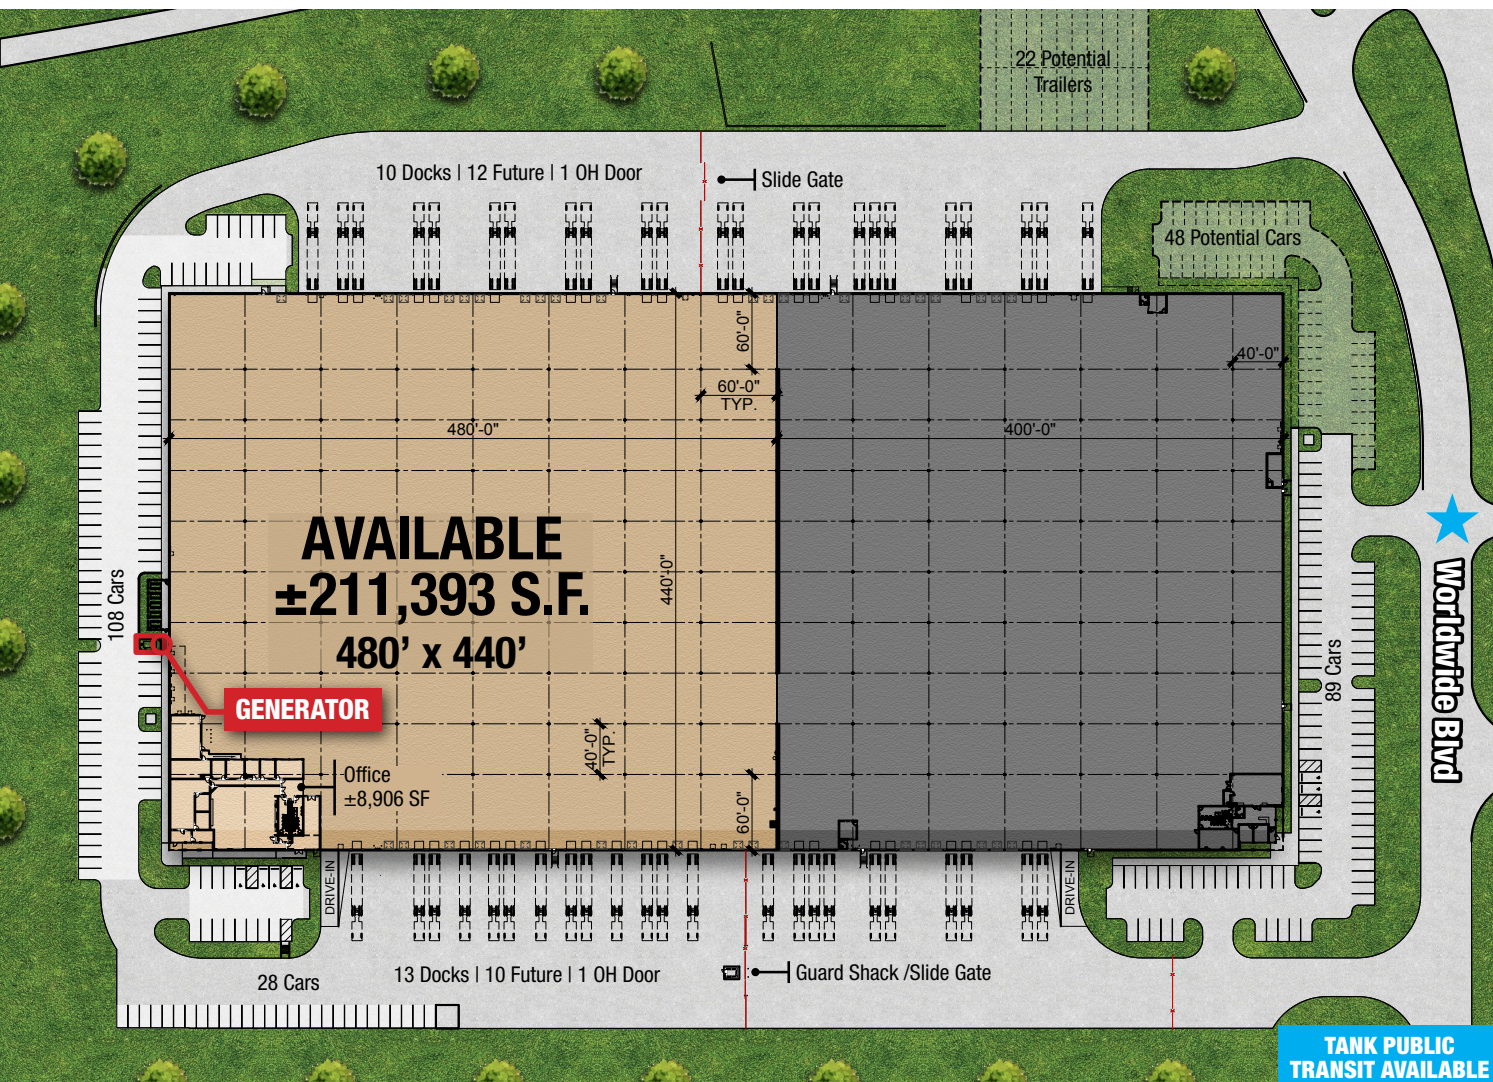 22 Potential
Trailers
10 Docks | 12 Future | 1 OH Door
Slide Gate
48 Potential Cars
60'-0"
40'-0"
60'-0"
TYP.
480'-0"
400'-0"
AVAILABLE
±211,393 S.F.
480' x 440'
440'-0"
108 Cars
GENERATOR
89 Cars
Worldwide Blvd
40'-0"
TYP.
Office
±8,906 SF
60'-0"
DRIVE-IN
DRIVE-IN
28 Cars
13 Docks | 10 Future | 1 OH Door
Guard Shack /Slide Gate
TANK PUBLIC
TRANSIT AVAILABLE